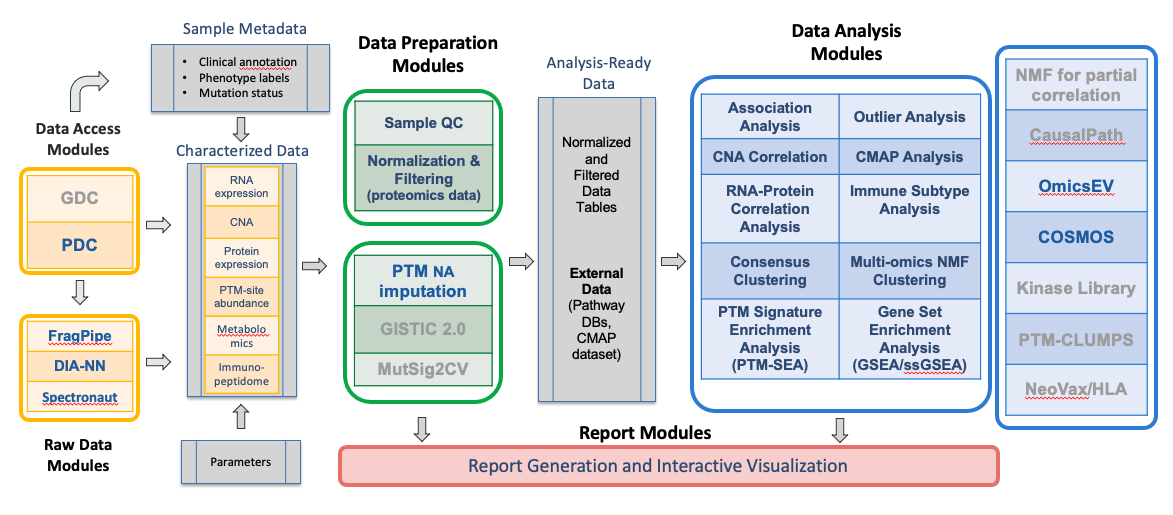 Sample Metadata
• Clinical annotation
• Phenotype labels
• Mutation status
Data Access
Modules
GDC
PDC
FragPipe
DIA-NN
Spectronaut
Raw Data
Modules
Characterized Data
RNA
expression
CNA
Protein
expression
PTM-site
abundance
Metabolo
mics
Immuno-
peptidome
Parameters
Data Preparation
Modules
Sample QC
Normalization &
Filtering
(proteomics data)
PTM NA
imputation
GISTIC 2.0
MutSig2CV
Analysis-Ready
Data
Normalized
and
Filtered
Data
Tables
External
Data
(Pathway
DBs,
CMAP
dataset)
Data Analysis
Modules
Association
Analysis
Outlier Analysis
CNA Correlation
CMAP Analysis
RNA-Protein
Correlation
Analysis
Immune Subtype
Analysis
Consensus
Clustering
Multi-omics NMF
Clustering
PTM Signature
Enrichment
Analysis
(PTM-SEA)
Gene Set
Enrichment
Analysis
(GSEA/ssGSEA)
NMF for partial
correlation
CausalPath
OmicsEV
COSMOS
Kinase Library
PTM-CLUMPS
NeoVax/HLA
Report Modules
Report Generation and Interactive Visualization